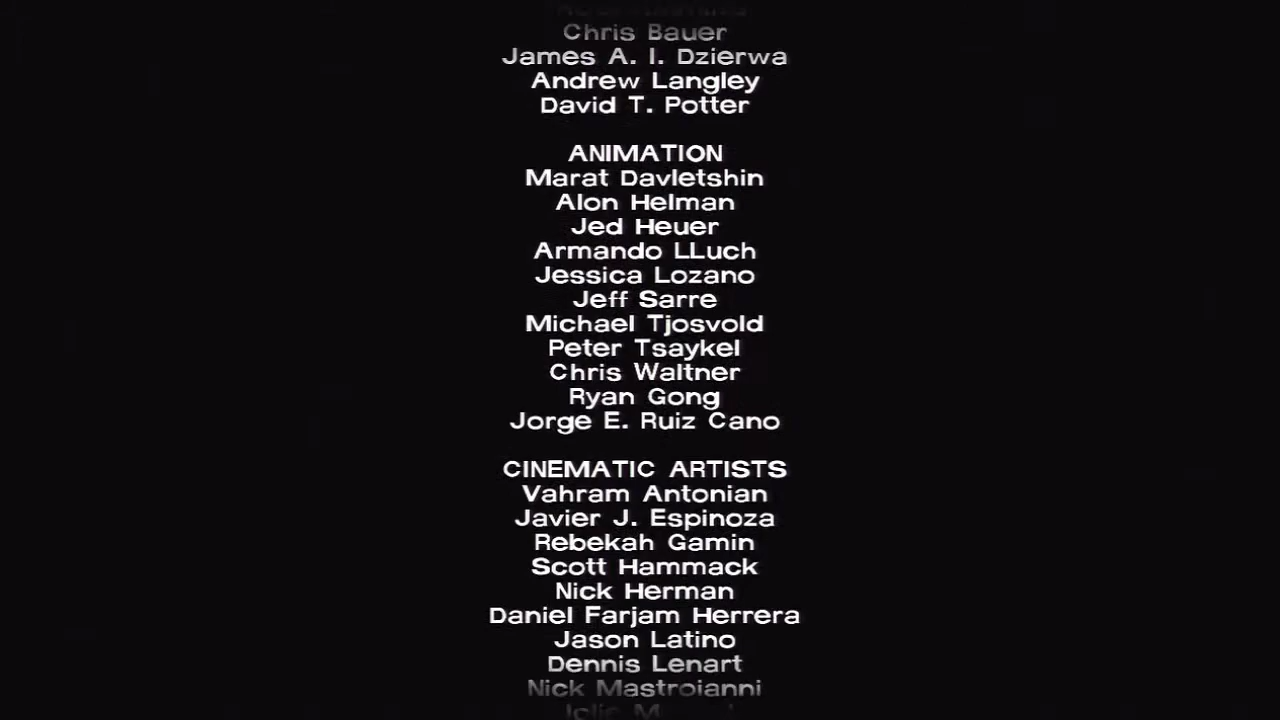 Chris Bauer
James A. I. Dzierwa
Andrew Langley
David T. Potter
ANIMATION
Marat Davletshin
Alon Helman
Jed Heuer
Armando LLuch
Jessica Lozano
Jeff Sarre
Michael Tjosvold
Peter Tsaykel
Chris Waltner
Ryan Gong
Jorge E. Ruiz Cano
CINEMATIC ARTISTS
Vahram Antonian
Javier J. Espinoza
Rebekah Gamin
Scott Hammack
Nick Herman
Daniel Farjam Herrera
Jason Latino
Dennis Lenart
Nick Mastroianni